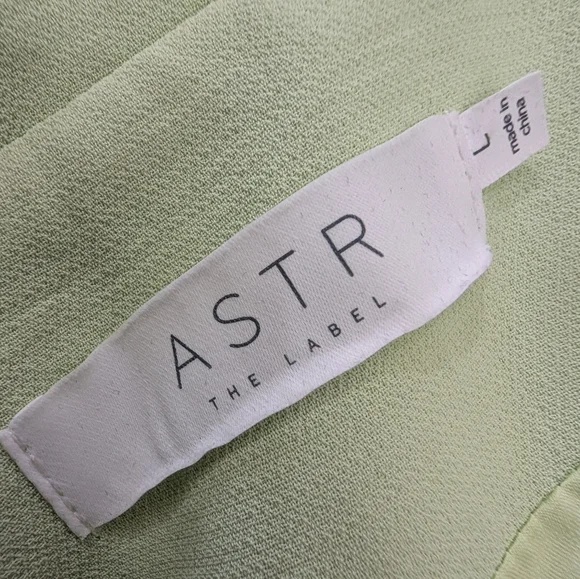 ASTR
THE LABEL
L
made in
china